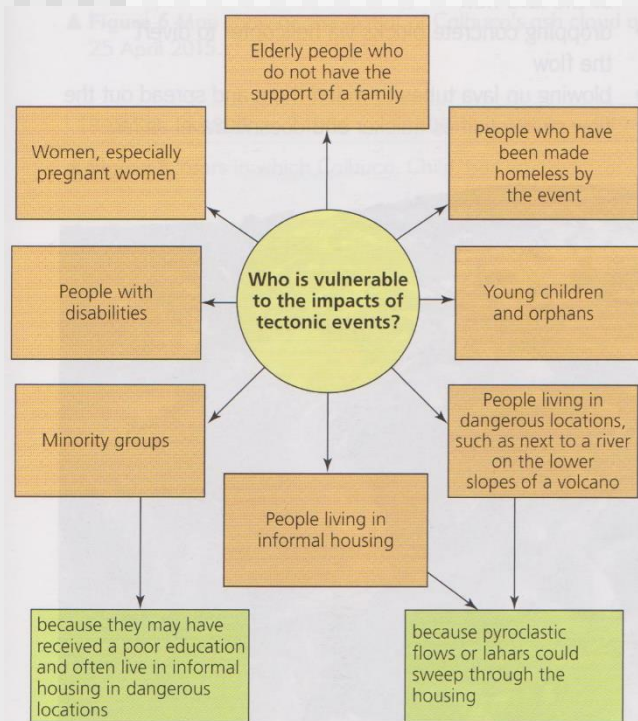 Elderly people who
do not have the
support of a family
Women, especially
pregnant women
People who have
been made
homeless by
the event
Who is vulnerable
to the impacts of
tectonic events?
People with
disabilities
Young children
and orphans
Minority groups
People living in
informal housing
People living in
dangerous locations,
such as next to a river
on the lower
slopes of a volcano
because they may have
received a poor education
and often live in informal
housing in dangerous
locations
because pyroclastic
flows or lahars could
sweep through the
housing